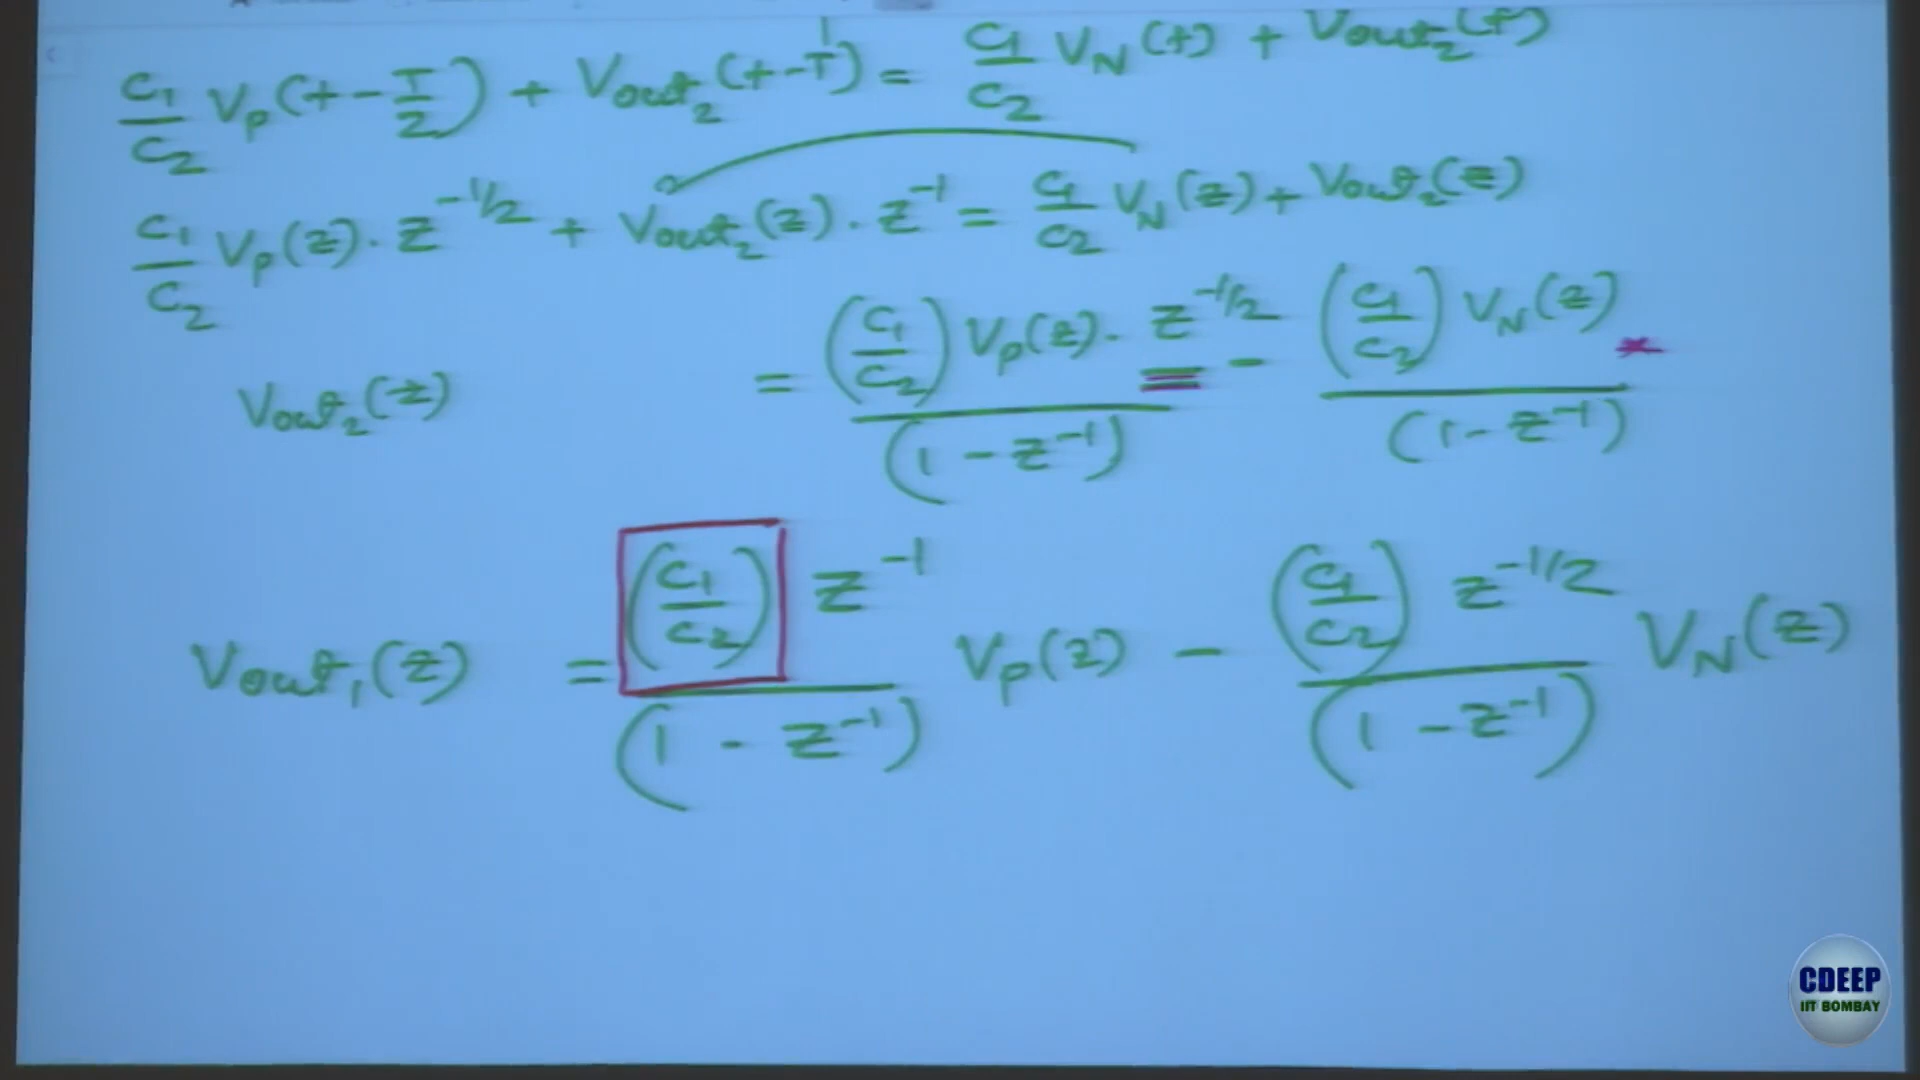 C1/C2 Vp(t-T/2) + Vout2(t-T) = C1/C2 VN(t) + Vout2(t)
C1/C2 Vp(z). z^-1/2 + Vout2(z). z^-1 = C1/C2 VN(z) + Vout2(z)
Vout2(z) = (C1/C2) Vp(z). z^-1/2 / (1 - z^-1) - (C1/C2) VN(z) / (1 - z^-1) *
Vout1(z) = (C1/C2) z^-1 / (1 - z^-1) Vp(z) - (C1/C2) z^-1/2 / (1 - z^-1) VN(z)
CDEEP
IIT BOMBAY